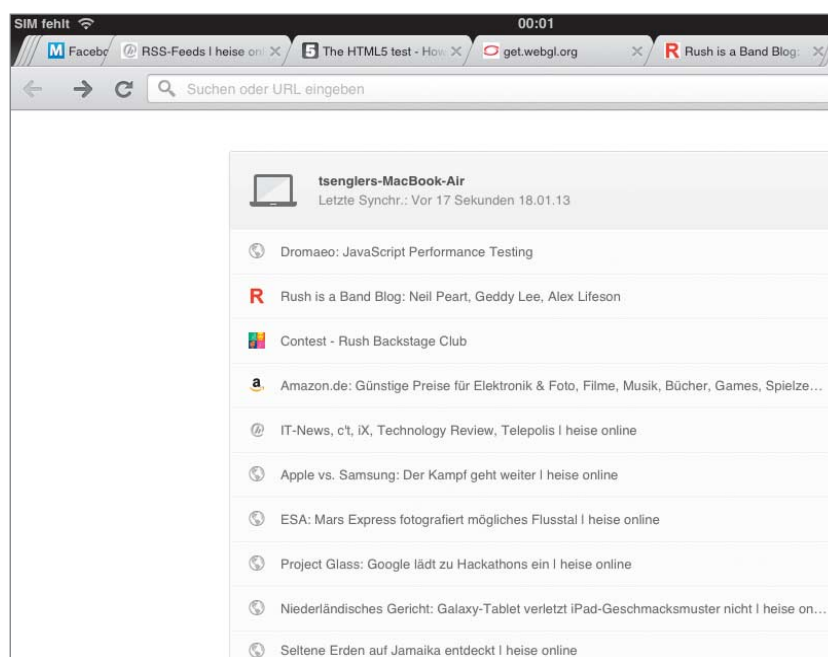 SIM fehlt 00:01
M Facebo RSS-Feeds | heise onl 5 The HTML5 test - How get.webgl.org R Rush is a Band Blog:
Suchen oder URL eingeben
tsenglers-MacBook-Air
Letzte Synchr.: Vor 17 Sekunden 18.01.13
Dromaeo: JavaScript Performance Testing
R Rush is a Band Blog: Neil Peart, Geddy Lee, Alex Lifeson
Contest - Rush Backstage Club
a Amazon.de: Günstige Preise für Elektronik & Foto, Filme, Musik, Bücher, Games, Spielze...
IT-News, c't, iX, Technology Review, Telepolis | heise online
Apple vs. Samsung: Der Kampf geht weiter | heise online
ESA: Mars Express fotografiert mögliches Flusstal | heise online
Project Glass: Google lädt zu Hackathons ein | heise online
Niederländisches Gericht: Galaxy-Tablet verletzt iPad-Geschmacksmuster nicht | heise on...
Seltene Erden auf Jamaika entdeckt | heise online